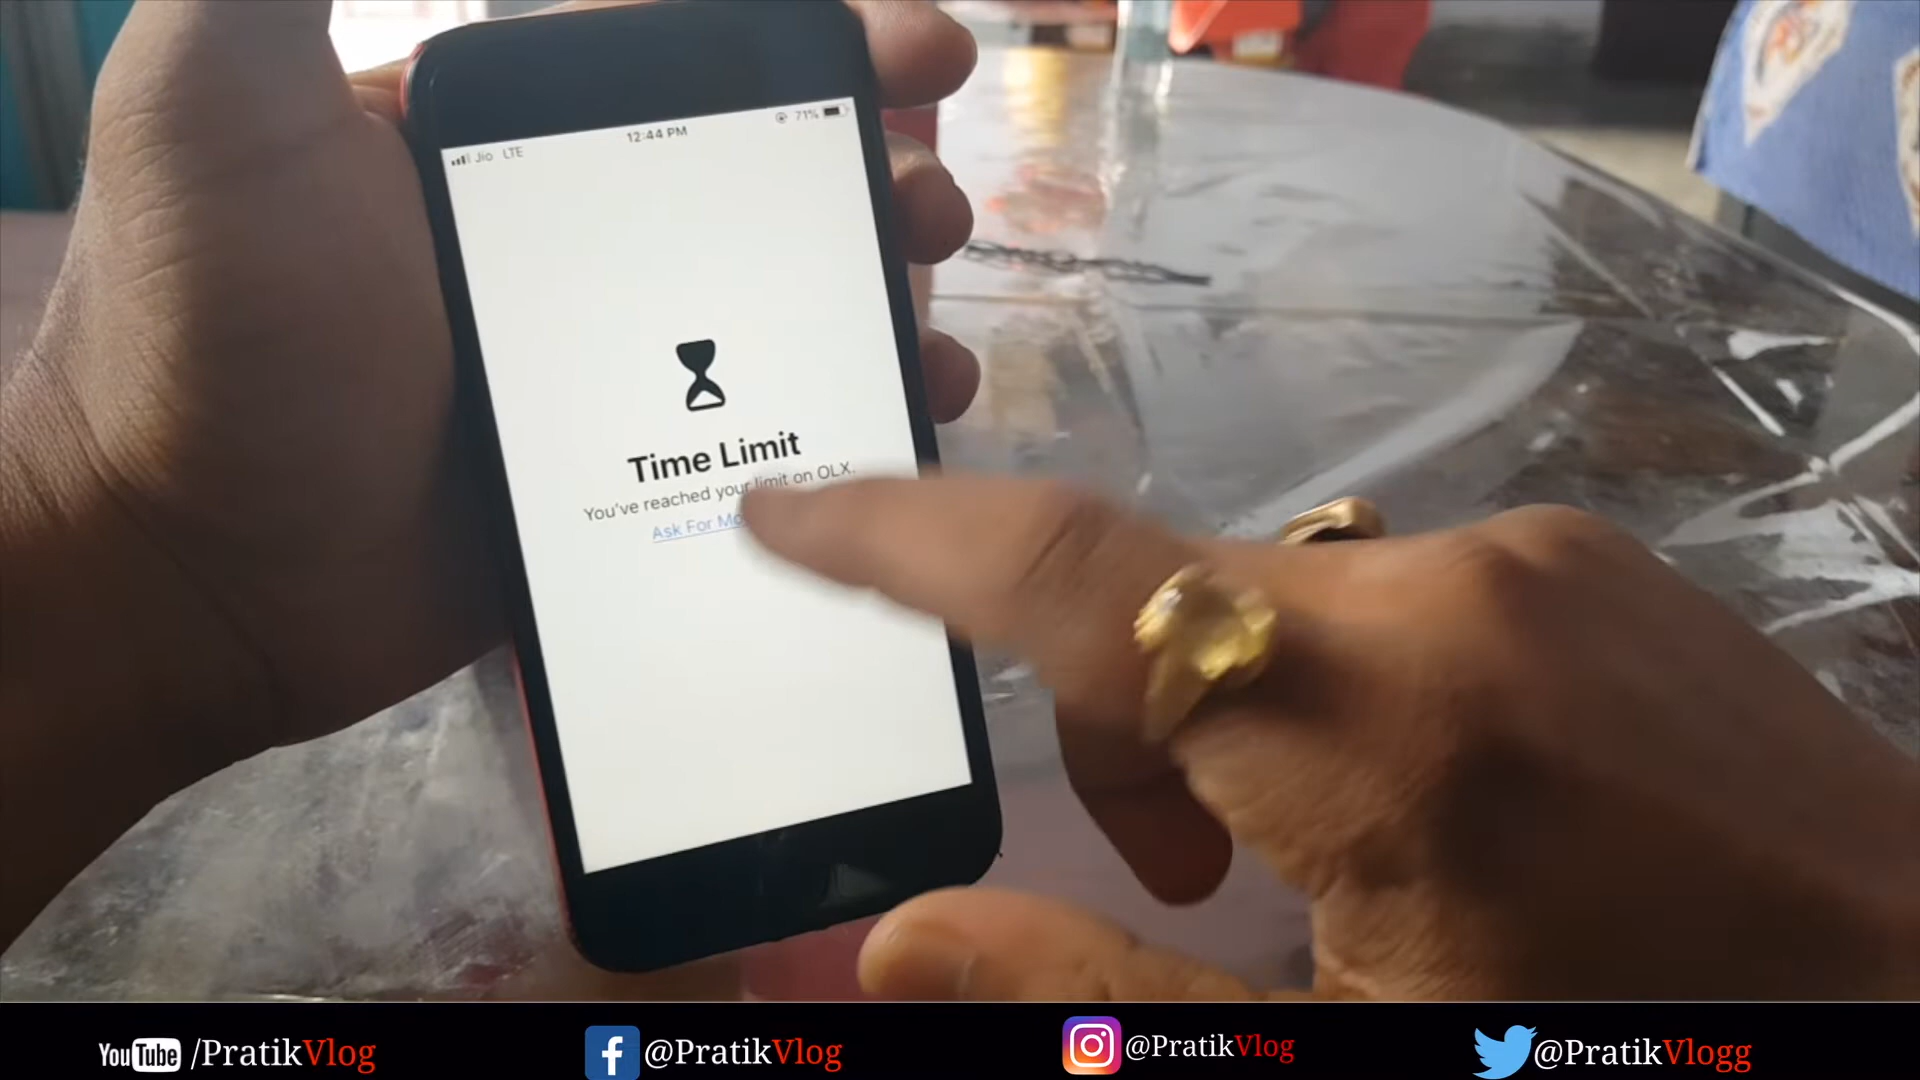 Jio LTE
12:44 PM
71%
Time Limit
You've reached your limit on OLX.
Ask For
YouTube /PratikVlog
f @PratikVlog
@PratikVlog
@PratikVlogg